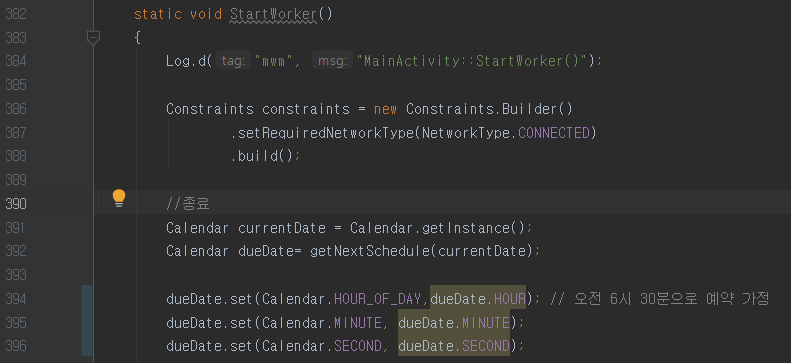 382 static void StartWorker()
383 {
384 Log.d( tag: "mwm", msg: "MainActivity::StartWorker()");
385
386 Constraints constraints = new Constraints.Builder()
387 .setRequiredNetworkType(NetworkType.CONNECTED)
388 .build();
389
390 //종료
391 Calendar currentDate = Calendar.getInstance();
392 Calendar dueDate= getNextSchedule(currentDate);
393
394 dueDate.set(Calendar.HOUR_OF_DAY,dueDate.HOUR); // 오전 6시 30분으로 예약 가정
395 dueDate.set(Calendar.MINUTE, dueDate.MINUTE);
396 dueDate.set(Calendar.SECOND, dueDate.SECOND);